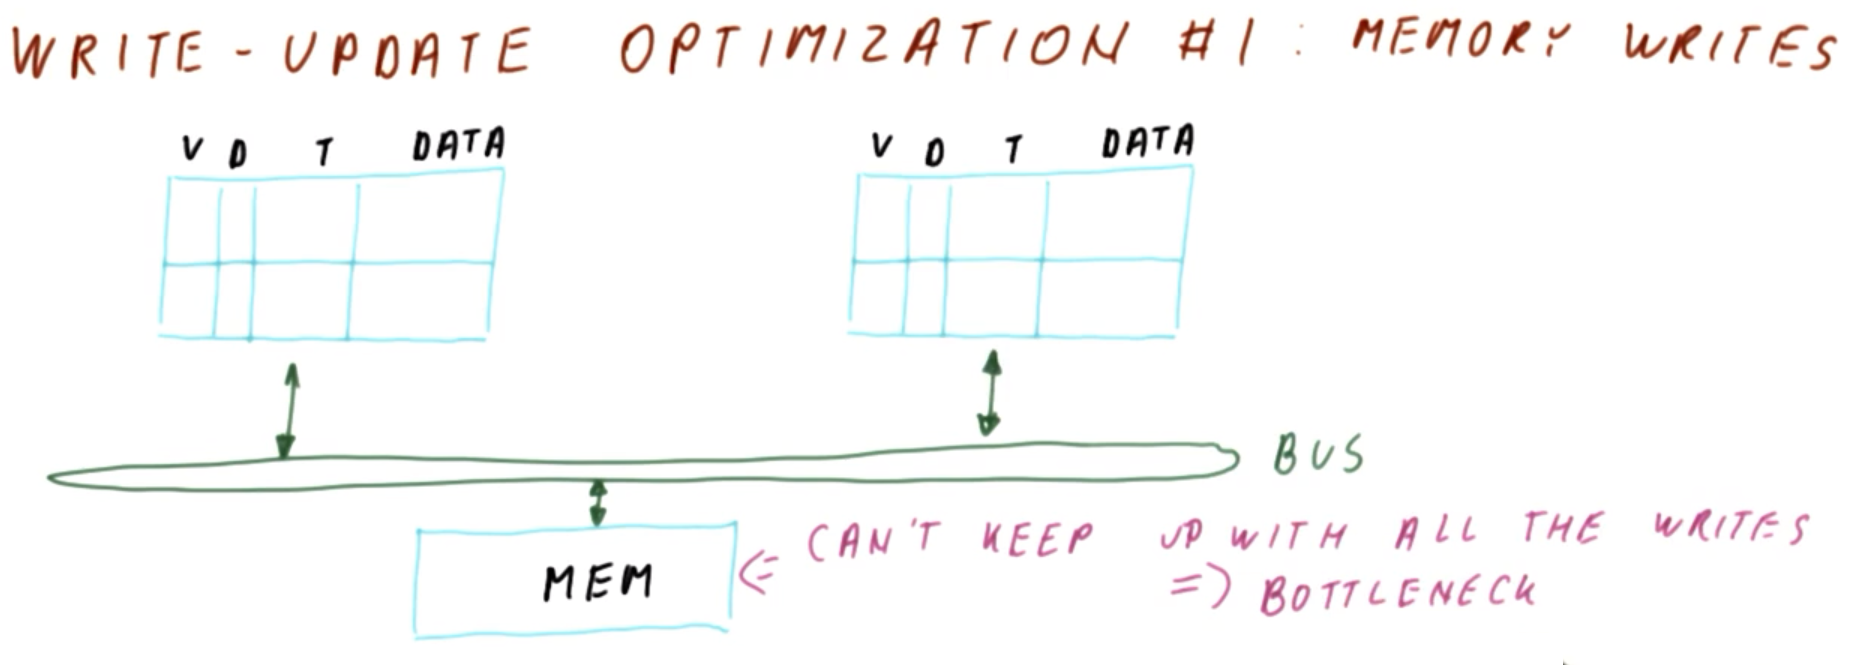 WRITE-UPDATE OPTIMIZATION #1: MEMORY WRITES
V D T DATA
V D T DATA
BUS
CAN'T KEEP UP WITH ALL THE WRITES
=) BOTTLENECK
MEM